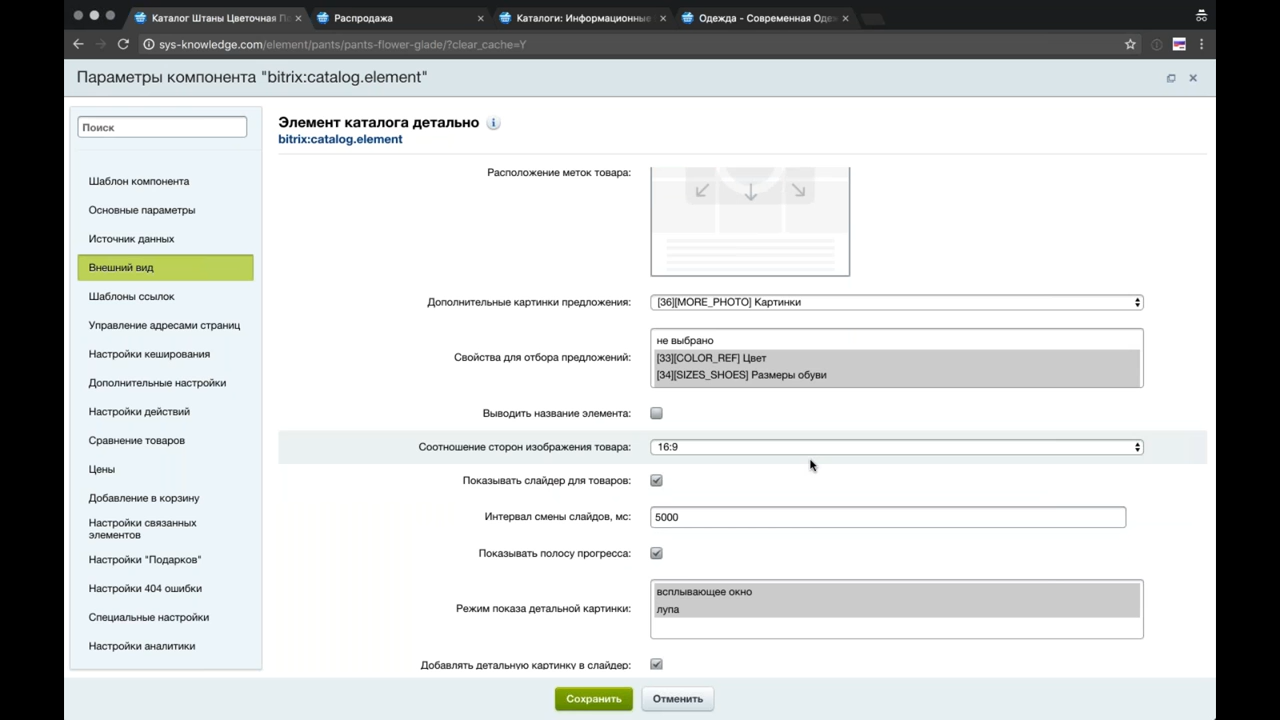 Каталог Штаны Цветочная По
Распродажа
Каталоги: Информационные
Одежда - Современная Одеж
sys-knowledge.com/element/pants/pants-flower-glade/?clear_cache=Y
Параметры компонента "bitrix:catalog.element"
Поиск
Шаблон компонента
Основные параметры
Источник данных
Внешний вид
Шаблоны ссылок
Управление адресами страниц
Настройки кеширования
Дополнительные настройки
Настройки действий
Сравнение товаров
Цены
Добавление в корзину
Настройки связанных
элементов
Настройки "Подарков"
Настройки 404 ошибки
Специальные настройки
Настройки аналитики
Элемент каталога детально
bitrix:catalog.element
Расположение меток товара:
Дополнительные картинки предложения: [36][MORE_PHOTO] Картинки
не выбрано
Свойства для отбора предложений: [33][COLOR_REF] Цвет
[34][SIZES_SHOES] Размеры обуви
Выводить название элемента:
Соотношение сторон изображения товара: 16:9
Показывать слайдер для товаров:
Интервал смены слайдов, мс: 5000
Показывать полосу прогресса:
всплывающее окно
Режим показа детальной картинки: лупа
Добавлять детальную картинку в слайдер:
Сохранить Отменить